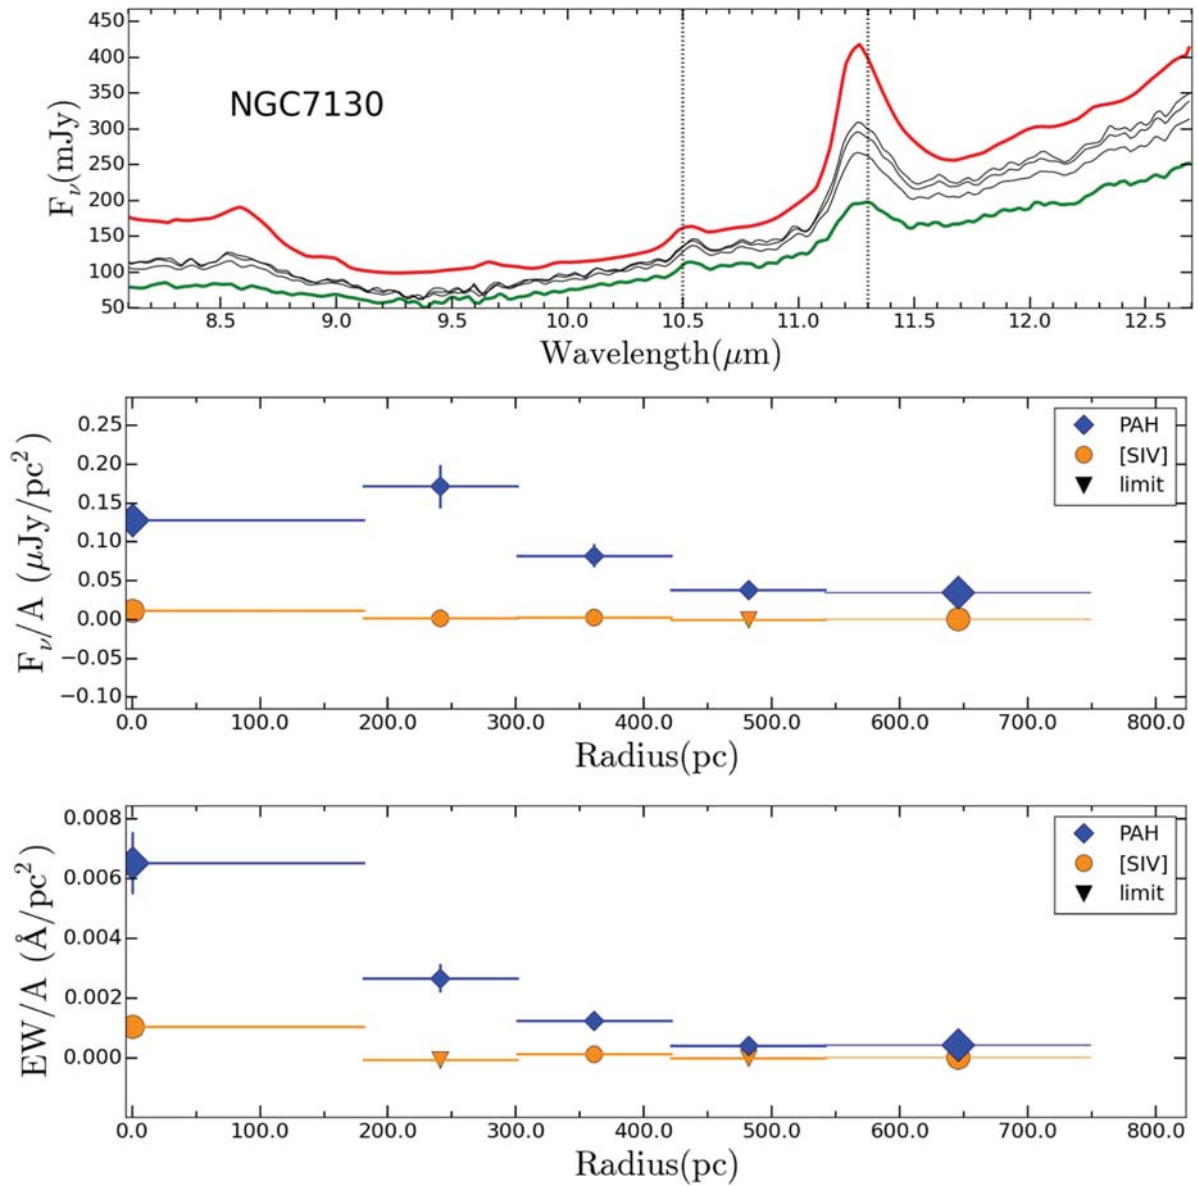 450
400
350
300
250
200
150
100
50
F_ν(mJy)
NGC7130
8.5 9.0 9.5 10.0 10.5 11.0 11.5 12.0 12.5
Wavelength(μm)
0.25
0.20
0.15
0.10
0.05
0.00
−0.05
−0.10
F_ν/A (μJy/pc²)
PAH
[SIV]
limit
0.0 100.0 200.0 300.0 400.0 500.0 600.0 700.0 800.0
Radius(pc)
0.008
0.006
0.004
0.002
0.000
EW/A (Å/pc²)
PAH
[SIV]
limit
0.0 100.0 200.0 300.0 400.0 500.0 600.0 700.0 800.0
Radius(pc)